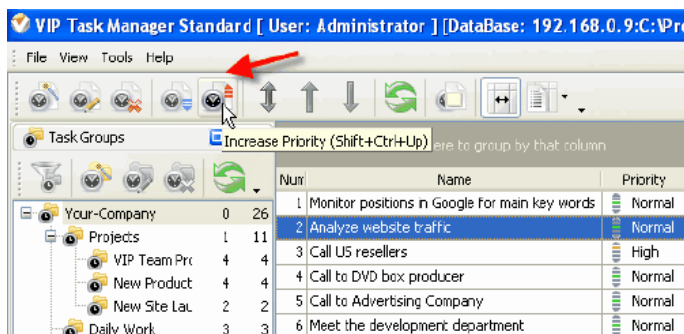 VIP Task Manager Standard [ User: Administrator ] [DataBase: 192.168.0.9:C:\Pro
File View Tools Help
Task Groups
Increase Priority (Shift+Ctrl+Up)
ere to group by that column
Num Name Priority
Your-Company 0 26
Projects 1 11
VIP Team Pro 4 4
New Product 4 4
New Site Lau 2 2
Daily Work 3 3
1 Monitor positions in Google for main key words Normal
2 Analyze website traffic Normal
3 Call US resellers High
4 Call to DVD box producer Normal
5 Call to Advertising Company Normal
6 Meet the development department Normal